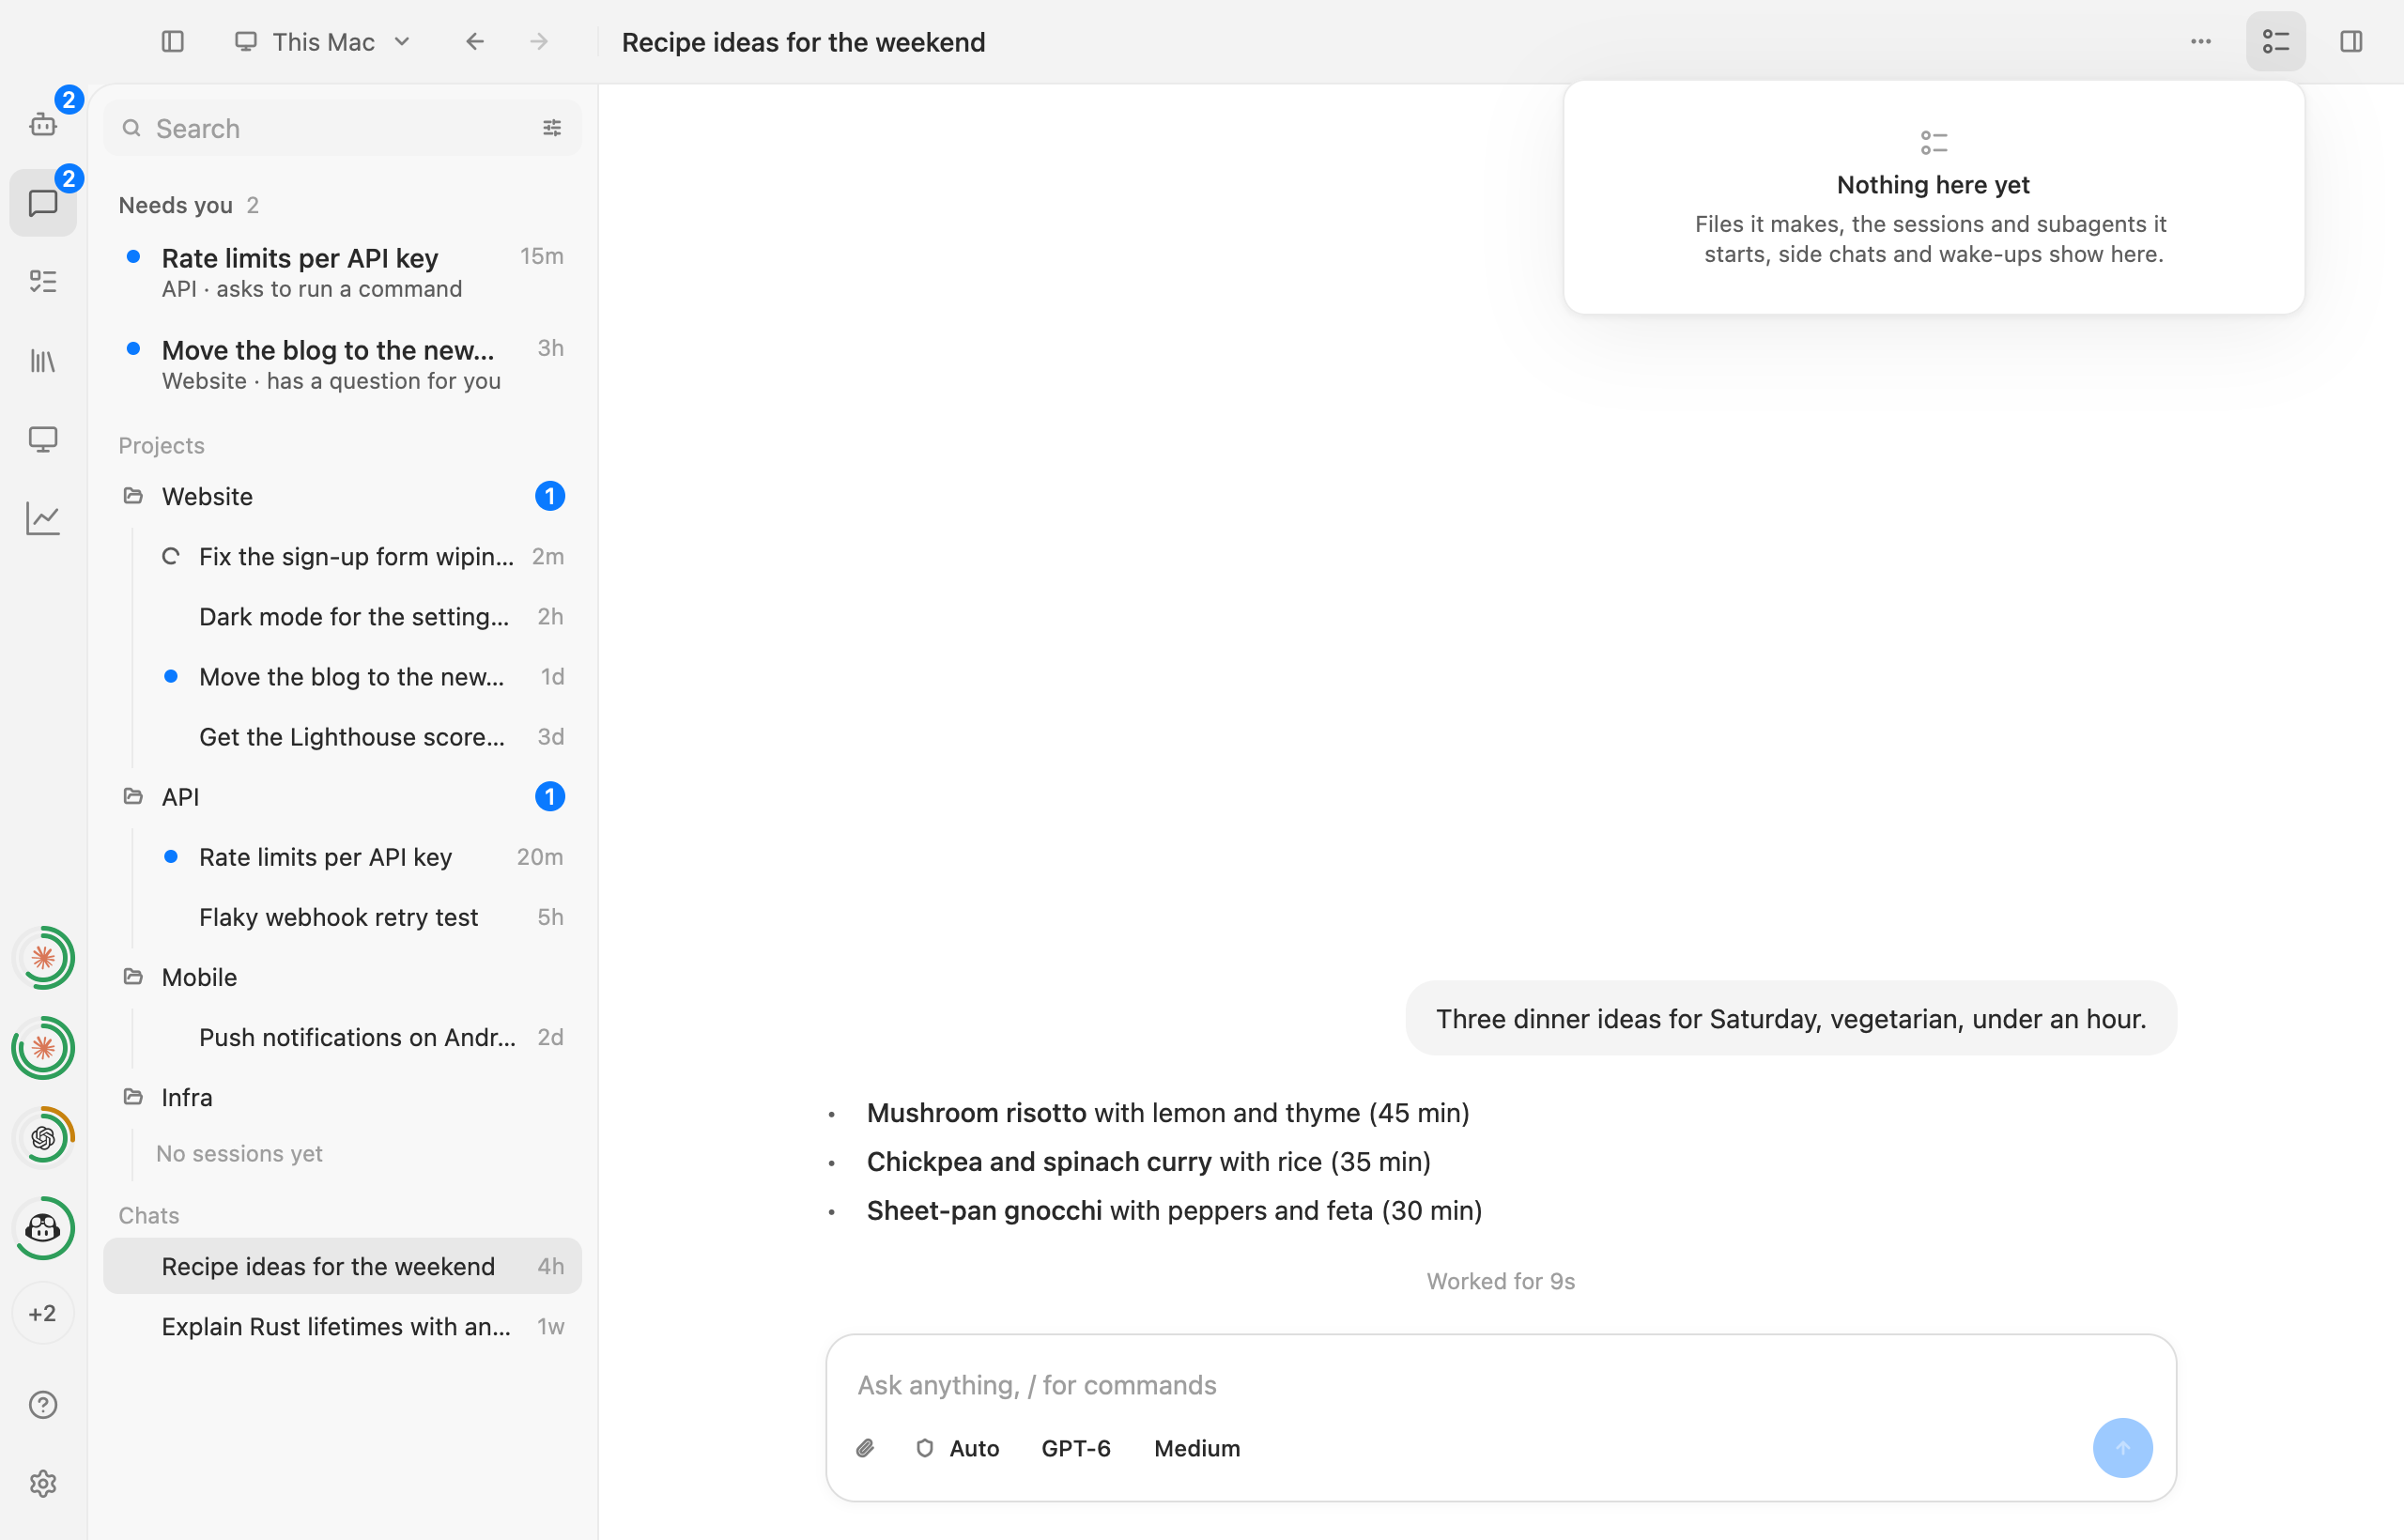 This Mac
Recipe ideas for the weekend
2
2
Search
Needs you 2
Rate limits per API key 15m
API · asks to run a command
Move the blog to the new... 3h
Website · has a question for you
Projects
Website 1
Fix the sign-up form wipin... 2m
Dark mode for the setting... 2h
Move the blog to the new... 1d
Get the Lighthouse score... 3d
API 1
Rate limits per API key 20m
Flaky webhook retry test 5h
Mobile
Push notifications on Andr... 2d
Infra
No sessions yet
Chats
Recipe ideas for the weekend 4h
Explain Rust lifetimes with an... 1w
+2
Nothing here yet
Files it makes, the sessions and subagents it
starts, side chats and wake-ups show here.
Three dinner ideas for Saturday, vegetarian, under an hour.
• Mushroom risotto with lemon and thyme (45 min)
• Chickpea and spinach curry with rice (35 min)
• Sheet-pan gnocchi with peppers and feta (30 min)
Worked for 9s
Ask anything, / for commands
Auto GPT-6 Medium